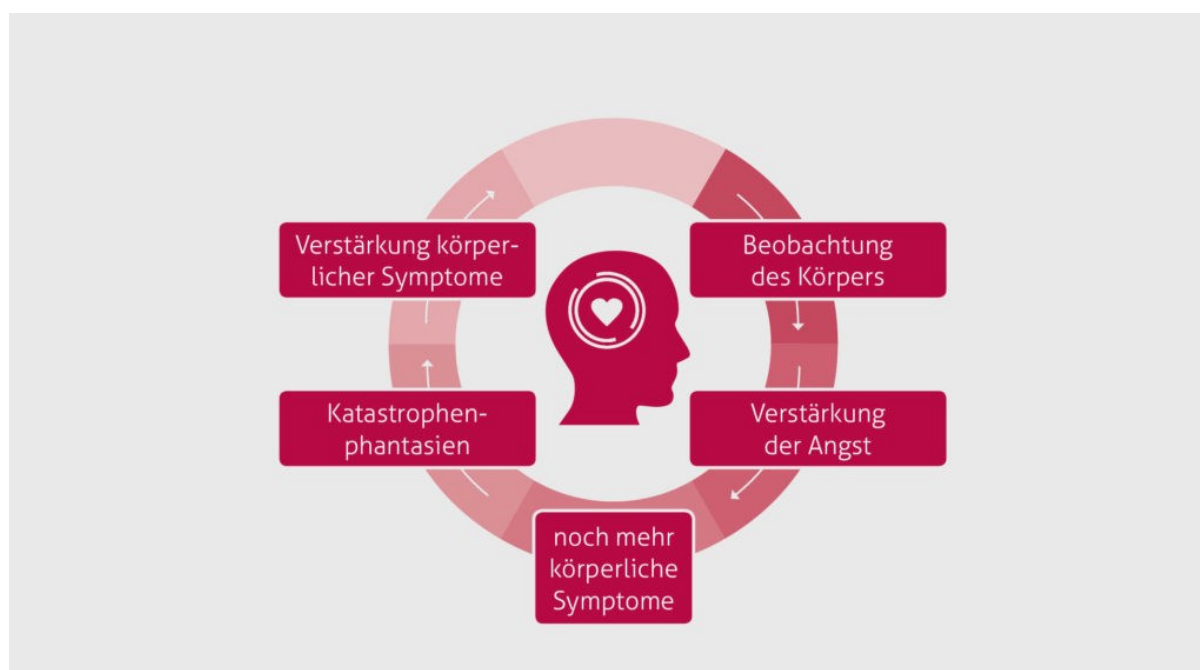 Verstärkung körper-
licher Symptome
Beobachtung
des Körpers
Katastrophen-
phantasien
Verstärkung
der Angst
noch mehr
körperliche
Symptome